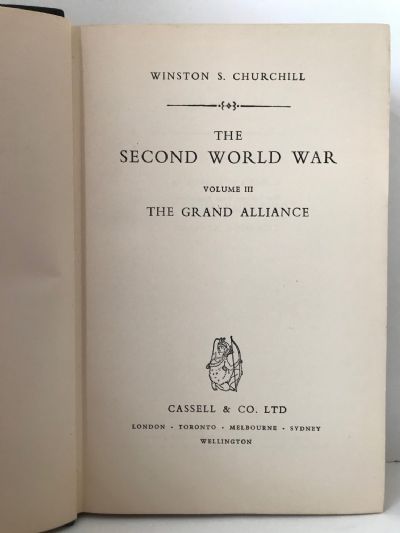 WINSTON S. CHURCHILL
THE
SECOND WORLD WAR
VOLUME III
THE GRAND ALLIANCE
CASSELL & CO. LTD
LONDON · TORONTO · MELBOURNE · SYDNEY
WELLINGTON